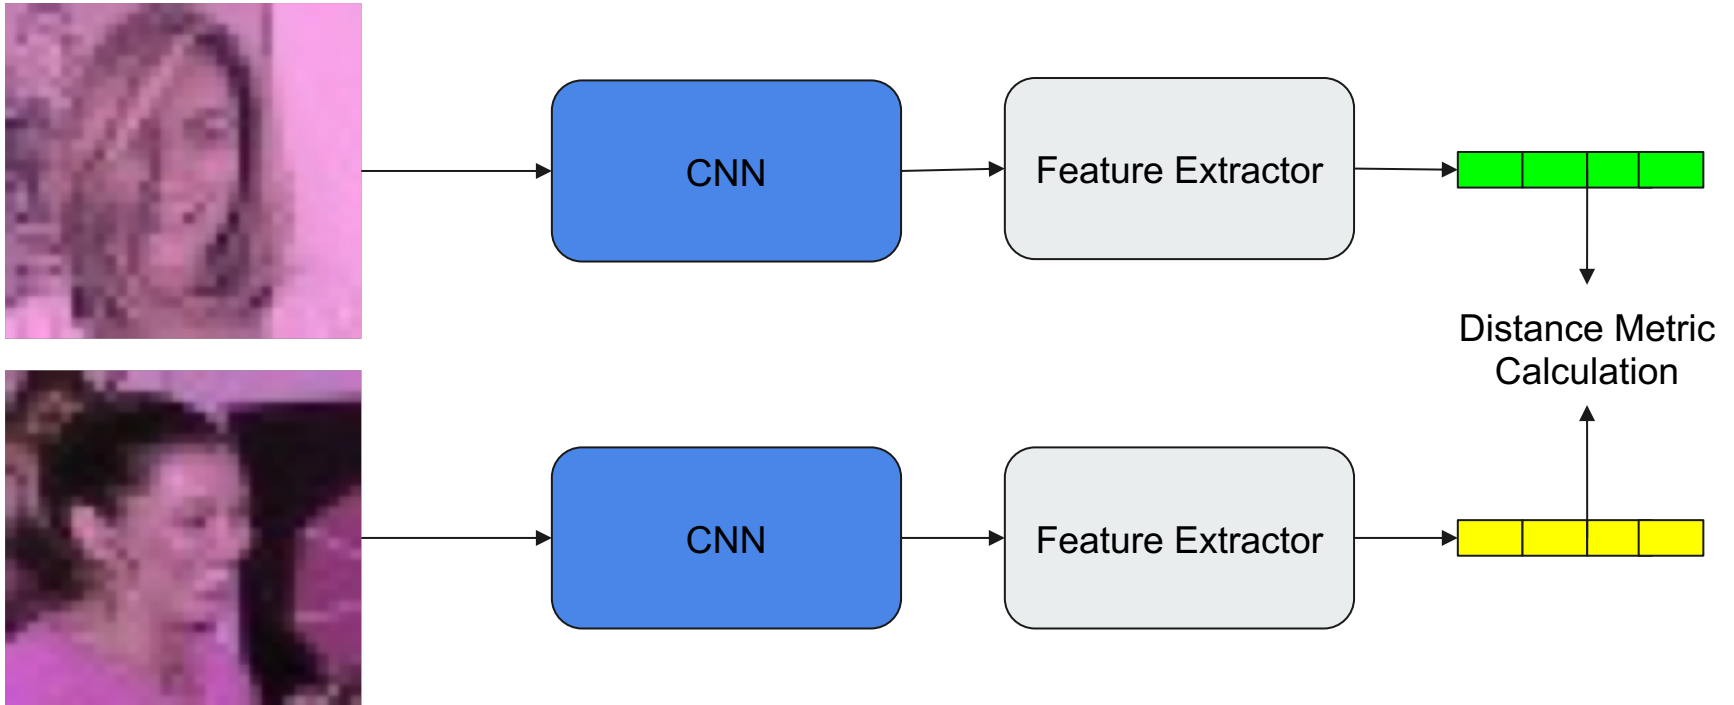 CNN
Feature Extractor
Distance Metric
Calculation
CNN
Feature Extractor